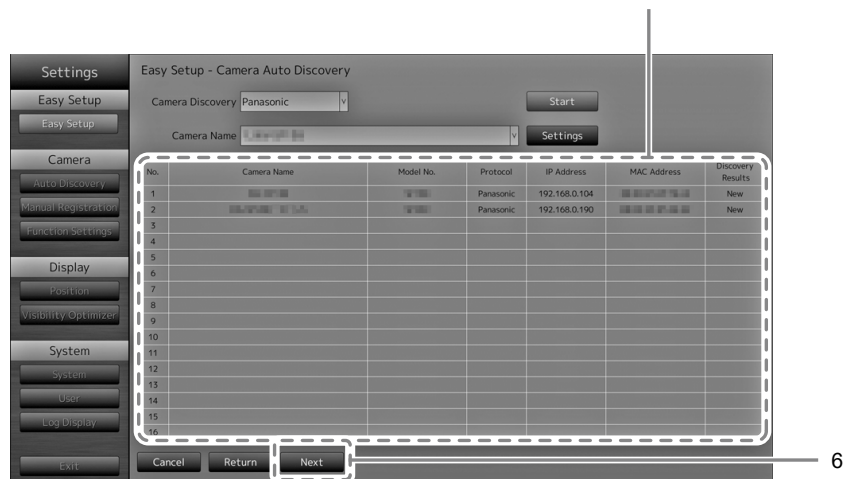 Settings
Easy Setup
Easy Setup
Camera
Auto Discovery
Manual Registration
Function Settings
Display
Position
Visibility Optimizer
System
System
User
Log Display
Exit
Easy Setup - Camera Auto Discovery
Camera Discovery Panasonic Start
Camera Name Settings
No. Camera Name Model No. Protocol IP Address MAC Address Discovery Results
1 Panasonic 192.168.0.104 New
2 Panasonic 192.168.0.190 New
3
4
5
6
7
8
9
10
11
12
13
14
15
16
Cancel Return Next
6